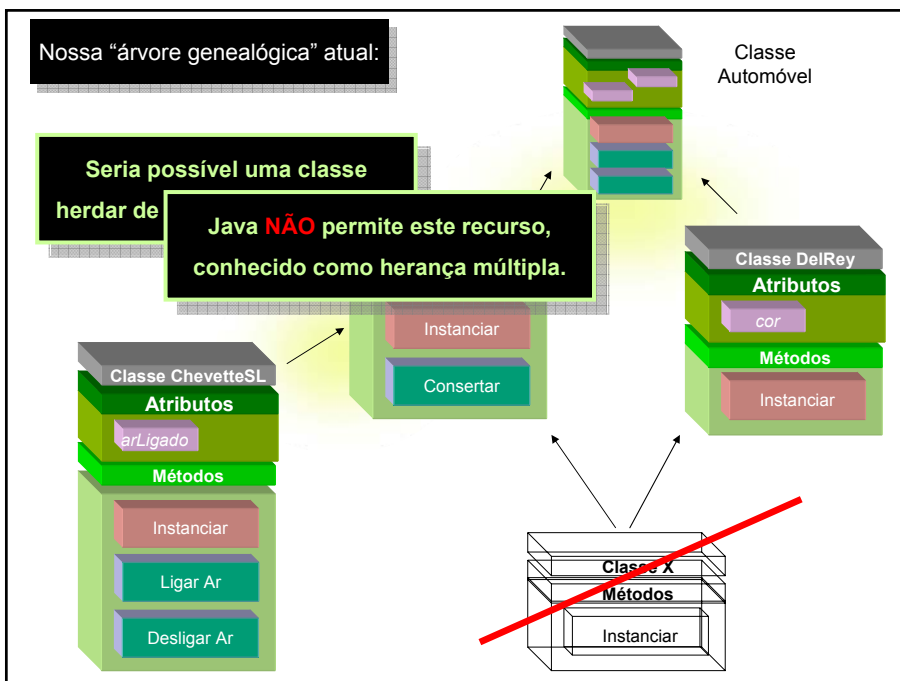 Nossa “árvore genealógica” atual:
Classe
Automóvel
Seria possível uma classe
herdar de
Java NÃO permite este recurso,
conhecido como herança múltipla.
Instanciar
Consertar
Classe DelRey
Atributos
cor
Métodos
Instanciar
Classe ChevetteSL
Atributos
arLigado
Métodos
Instanciar
Ligar Ar
Desligar Ar
Classe X
Métodos
Instanciar